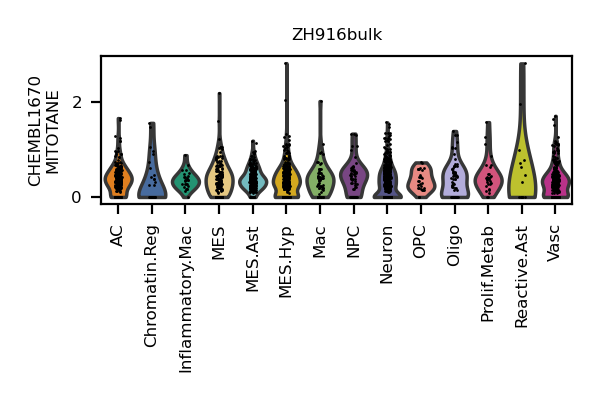 ZH916bulk
CHEMBL1670
MITOTANE
2
0
AC
Chromatin.Reg
Inflammatory.Mac
MES
MES.Ast
MES.Hyp
Mac
NPC
Neuron
OPC
Oligo
Prolif.Metab
Reactive.Ast
Vasc